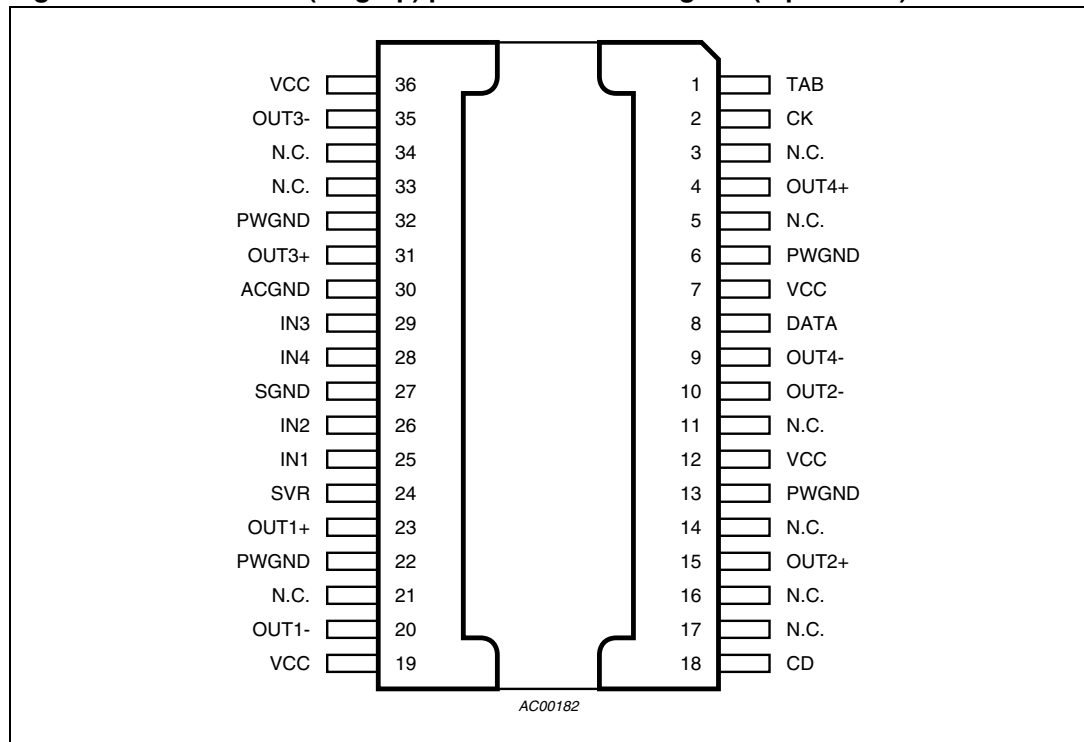 VCC 36 1 TAB
OUT3- 35 2 CK
N.C. 34 3 N.C.
N.C. 33 4 OUT4+
PWGND 32 5 N.C.
OUT3+ 31 6 PWGND
ACGND 30 7 VCC
IN3 29 8 DATA
IN4 28 9 OUT4-
SGND 27 10 OUT2-
IN2 26 11 N.C.
IN1 25 12 VCC
SVR 24 13 PWGND
OUT1+ 23 14 N.C.
PWGND 22 15 OUT2+
N.C. 21 16 N.C.
OUT1- 20 17 N.C.
VCC 19 18 CD
AC00182